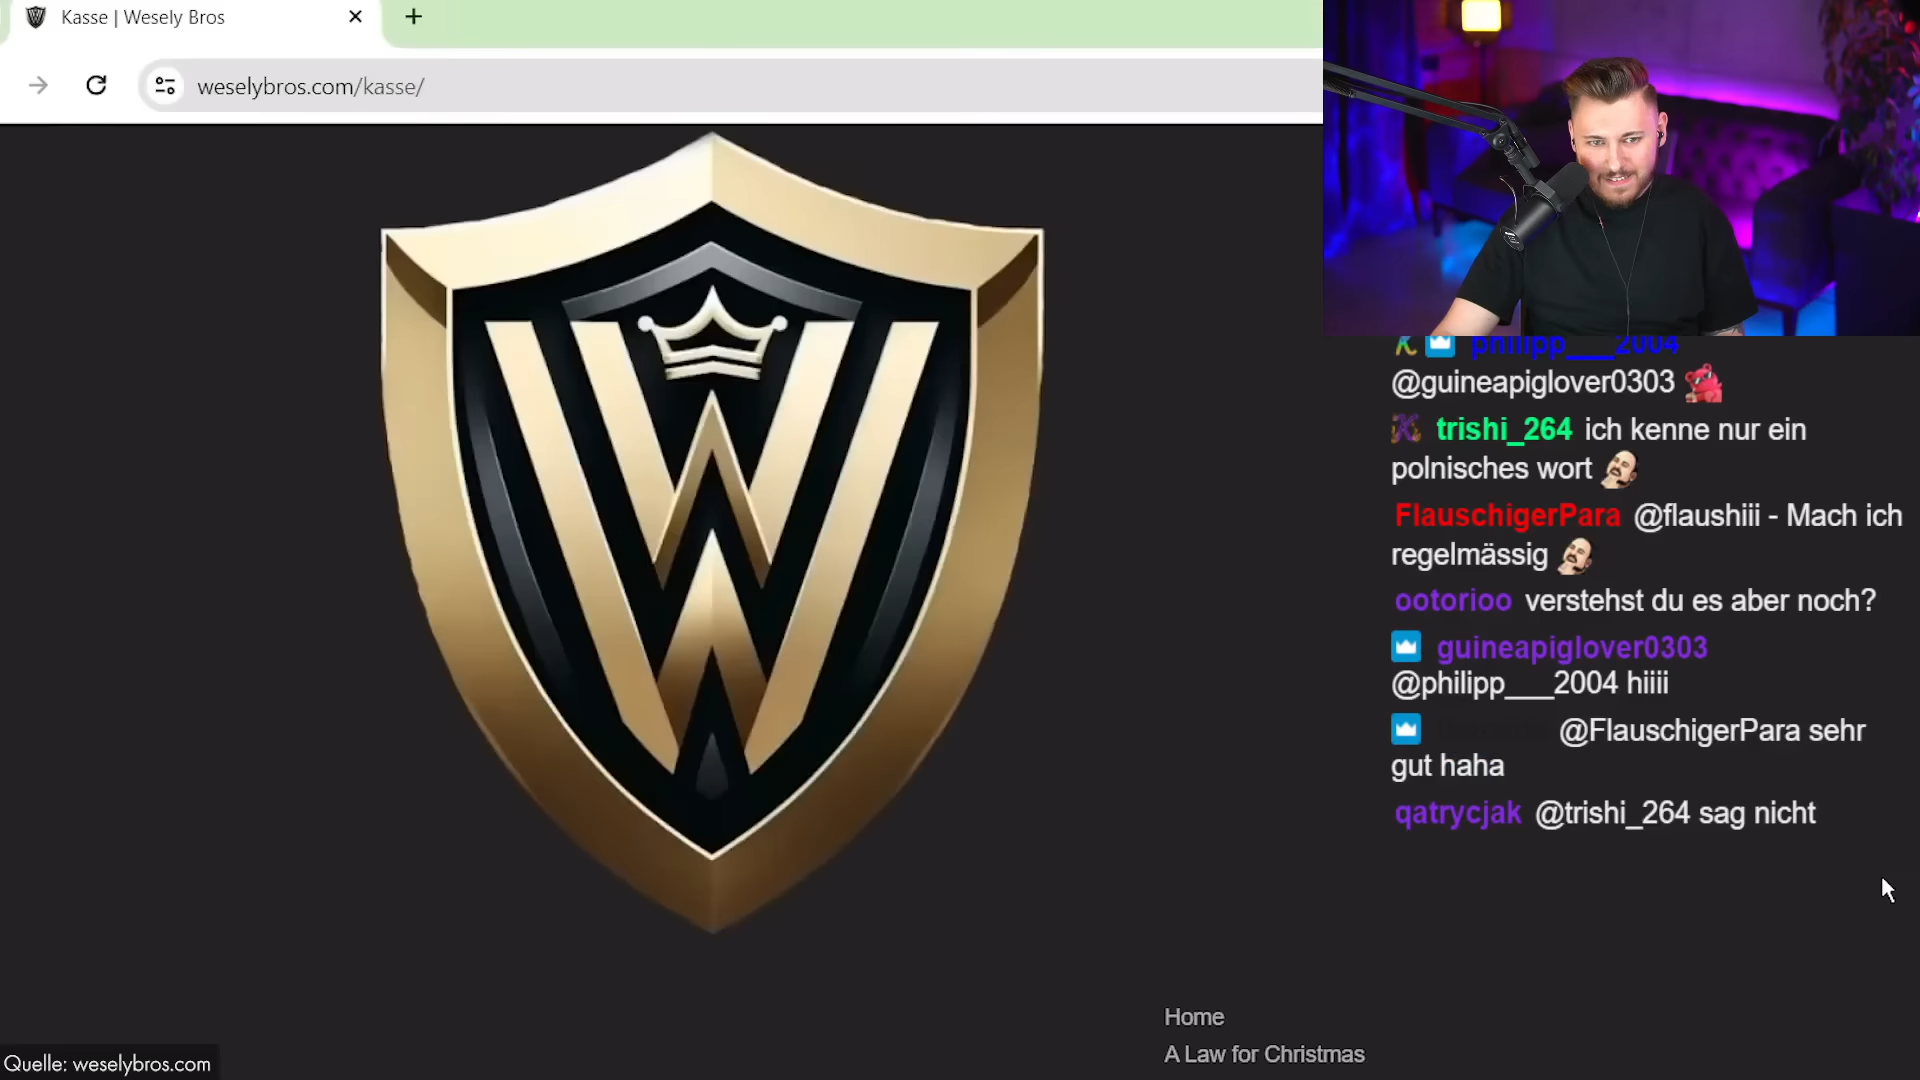 Kasse | Wesely Bros
weselybros.com/kasse/
W
philipp___2004
@guineapiglover0303
trishi_264 ich kenne nur ein
polnisches wort
FlauschigerPara @flaushiii - Mach ich
regelmässig
ootorioo verstehst du es aber noch?
guineapiglover0303
@philipp___2004 hiiii
@FlauschigerPara sehr
gut haha
qatrycjak @trishi_264 sag nicht
Home
A Law for Christmas
Quelle: weselybros.com